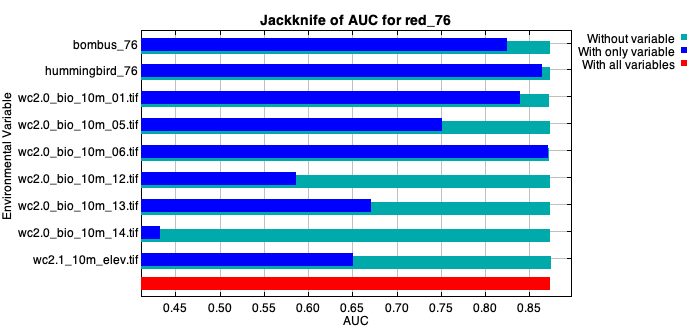 Jackknife of AUC for red_76
Without variable
With only variable
With all variables
Environmental Variable
bombus_76
hummingbird_76
wc2.0_bio_10m_01.tif
wc2.0_bio_10m_05.tif
wc2.0_bio_10m_06.tif
wc2.0_bio_10m_12.tif
wc2.0_bio_10m_13.tif
wc2.0_bio_10m_14.tif
wc2.1_10m_elev.tif
0.45 0.50 0.55 0.60 0.65 0.70 0.75 0.80 0.85
AUC